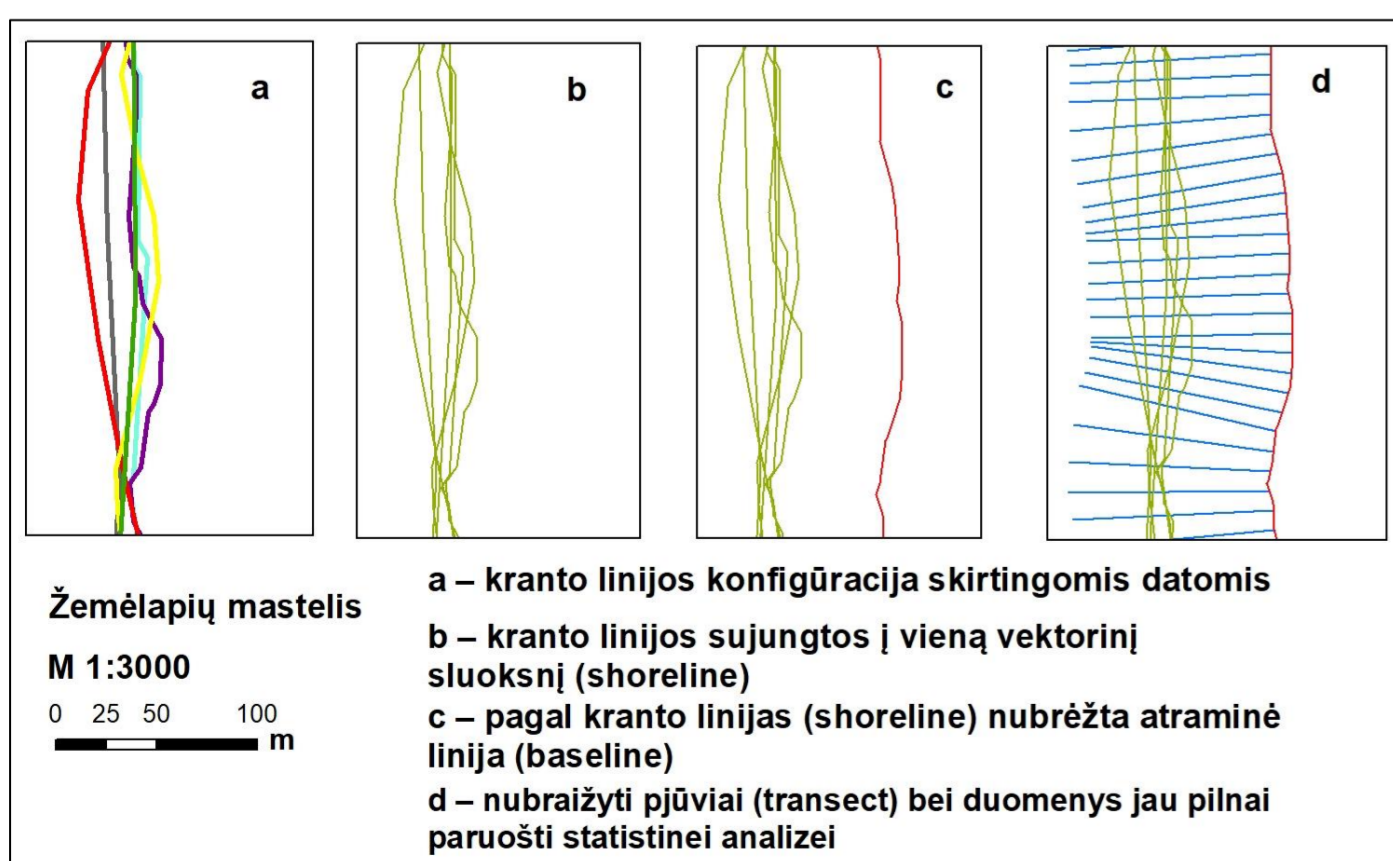 a
b
c
d
Žemėlapių mastelis
M 1:3000
0 25 50 100
m
a – kranto linijos konfigūracija skirtingomis datomis
b – kranto linijos sujungtos į vieną vektorinį
sluoksnį (shoreline)
c – pagal kranto linijas (shoreline) nubrėžta atraminė
linija (baseline)
d – nubraižyti pjūviai (transect) bei duomenys jau pilnai
paruošti statistinei analizei